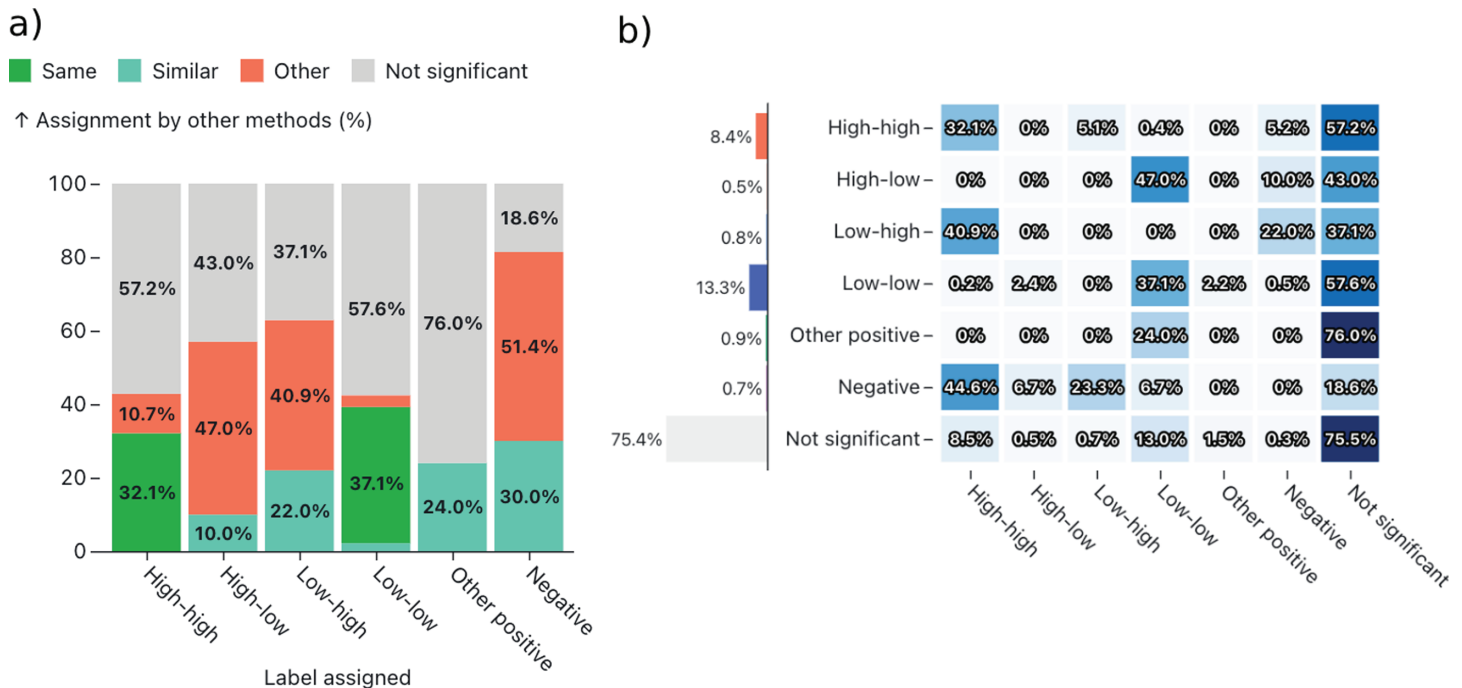 a)
Same Similar Other Not significant
↑ Assignment by other methods (%)
100
80
60
40
20
0
57.2% 43.0% 37.1% 57.6% 76.0% 18.6%
10.7% 47.0% 40.9% 51.4%
32.1% 10.0% 22.0% 37.1% 24.0% 30.0%
High-high High-low Low-high Low-low Other positive Negative
Label assigned
b)
8.4% High-high 32.1% 0% 5.1% 0.4% 0% 5.2% 57.2%
0.5% High-low 0% 0% 0% 47.0% 0% 10.0% 43.0%
0.8% Low-high 40.9% 0% 0% 0% 0% 22.0% 37.1%
13.3% Low-low 0.2% 2.4% 0% 37.1% 2.2% 0.5% 57.6%
0.9% Other positive 0% 0% 0% 24.0% 0% 0% 76.0%
0.7% Negative 44.6% 6.7% 23.3% 6.7% 0% 0% 18.6%
75.4% Not significant 8.5% 0.5% 0.7% 13.0% 1.5% 0.3% 75.5%
High-high High-low Low-high Low-low Other positive Negative Not significant